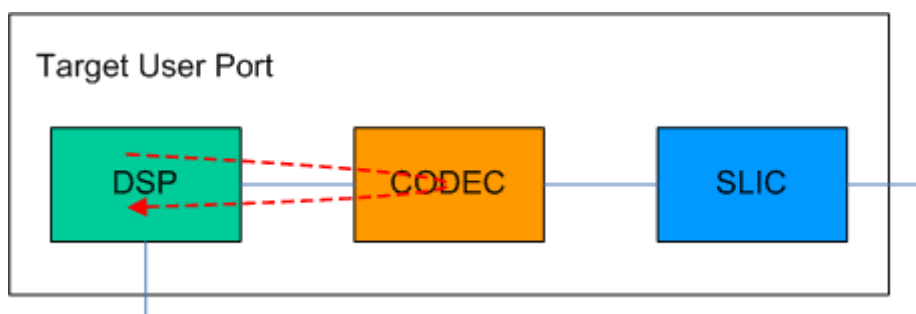 Target User Port
DSP
CODEC
SLIC